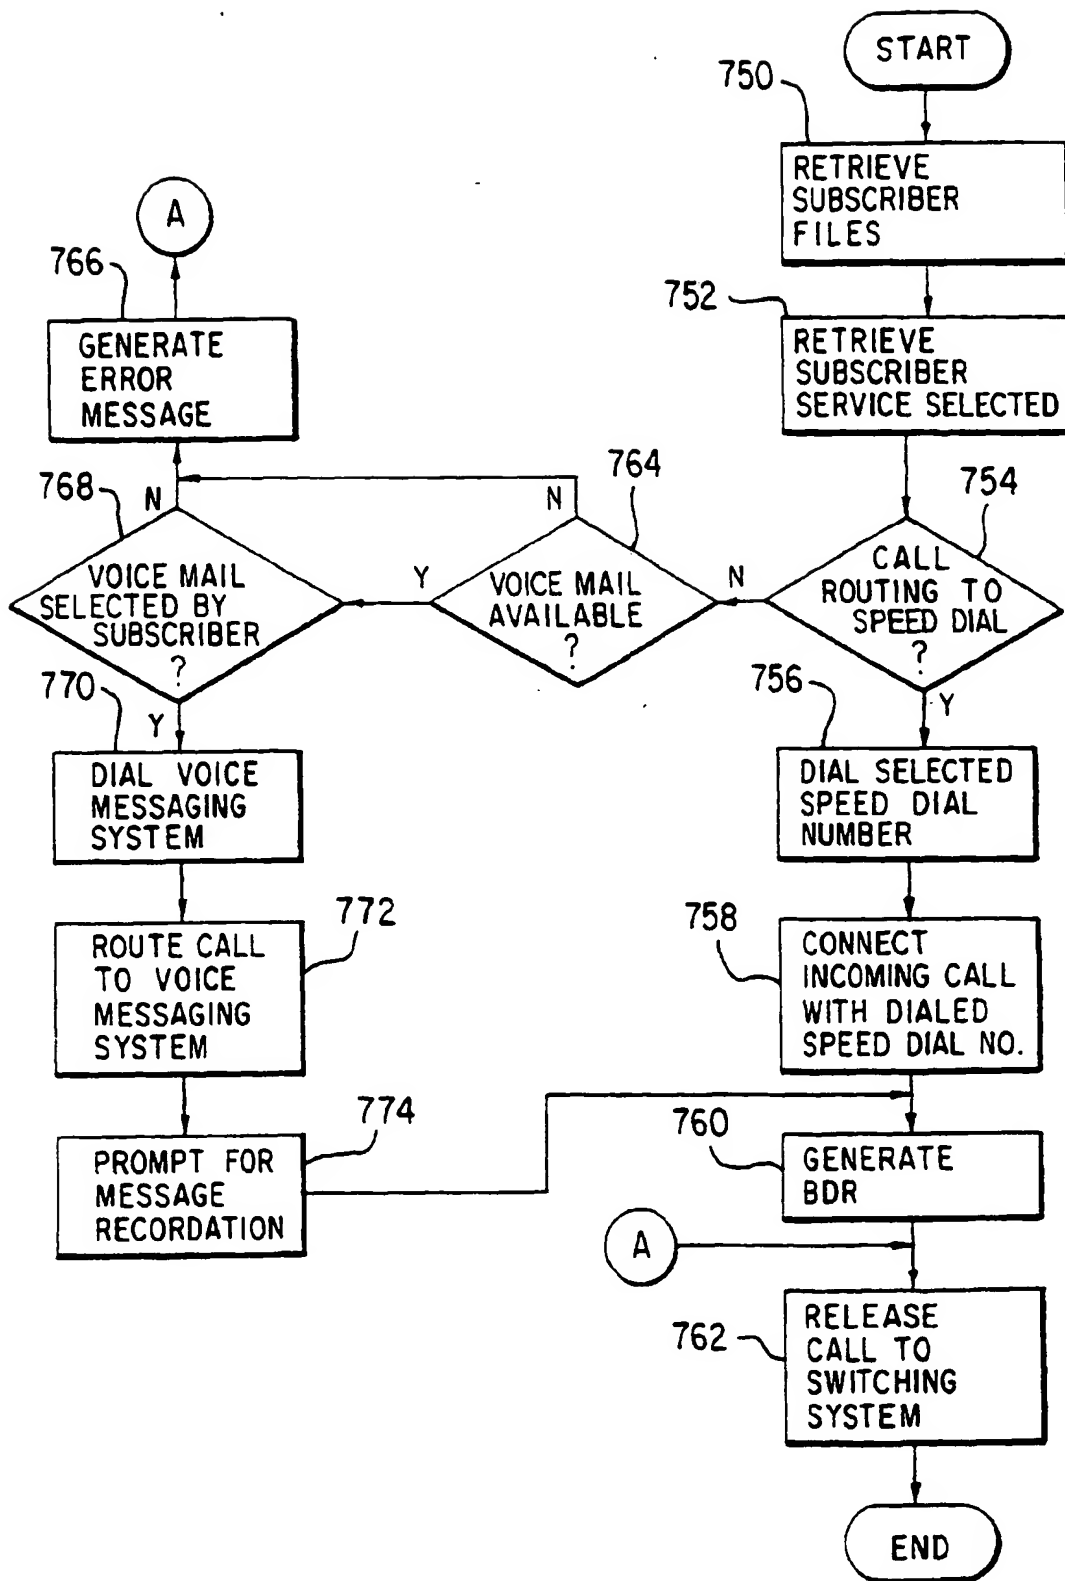 START
750
RETRIEVE
SUBSCRIBER
FILES
752
RETRIEVE
SUBSCRIBER
SERVICE SELECTED
754
CALL
ROUTING TO
SPEED DIAL
?
N
Y
756
DIAL SELECTED
SPEED DIAL
NUMBER
758
CONNECT
INCOMING CALL
WITH DIALED
SPEED DIAL NO.
760
GENERATE
BDR
A
762
RELEASE
CALL TO
SWITCHING
SYSTEM
END
764
VOICE MAIL
AVAILABLE
?
N
Y
A
766
GENERATE
ERROR
MESSAGE
768
N
VOICE MAIL
SELECTED BY
SUBSCRIBER
?
Y
770
DIAL VOICE
MESSAGING
SYSTEM
772
ROUTE CALL
TO VOICE
MESSAGING
SYSTEM
774
PROMPT FOR
MESSAGE
RECORDATION